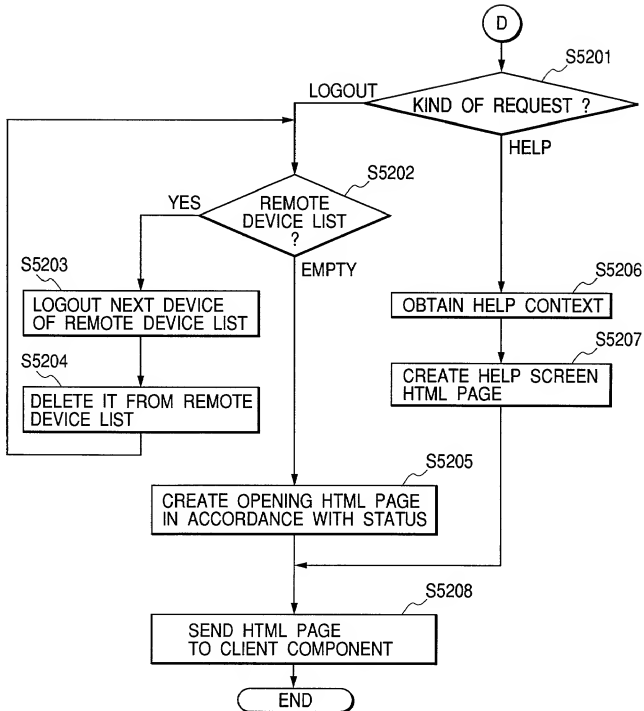 D
S5201
KIND OF REQUEST ?
LOGOUT
HELP
S5202
REMOTE
DEVICE LIST
?
YES
EMPTY
S5203
LOGOUT NEXT DEVICE
OF REMOTE DEVICE LIST
S5204
DELETE IT FROM REMOTE
DEVICE LIST
S5206
OBTAIN HELP CONTEXT
S5207
CREATE HELP SCREEN
HTML PAGE
S5205
CREATE OPENING HTML PAGE
IN ACCORDANCE WITH STATUS
S5208
SEND HTML PAGE
TO CLIENT COMPONENT
END